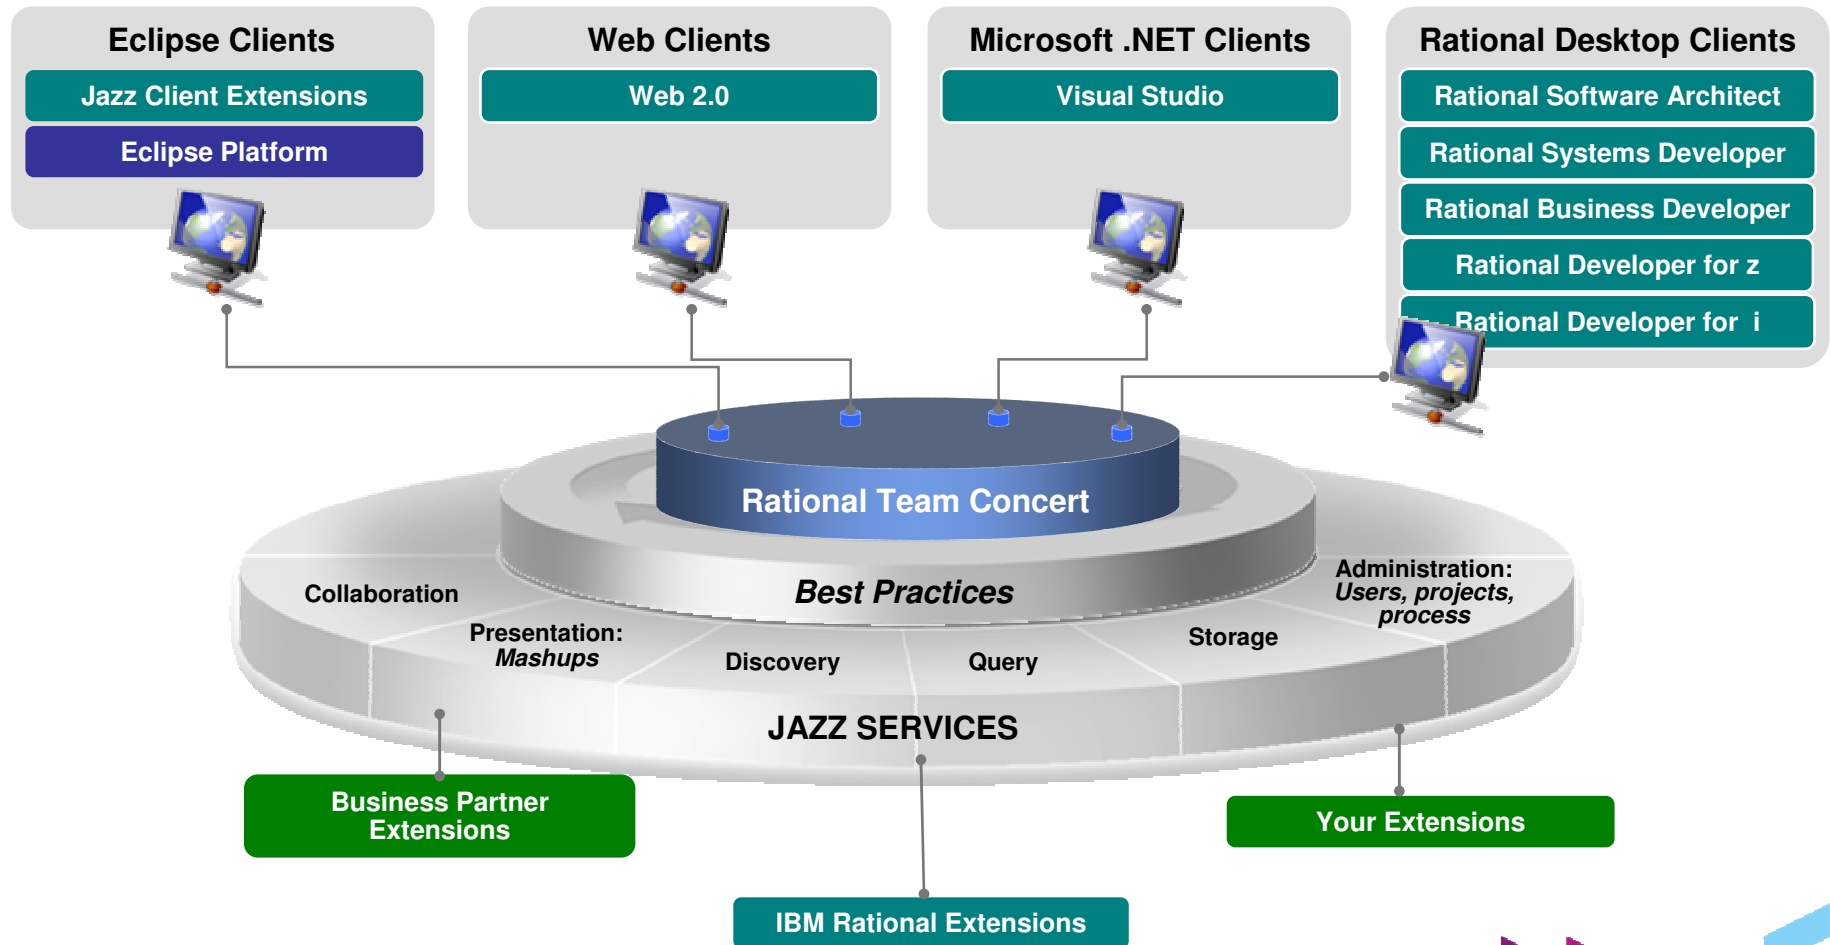 Eclipse Clients
Jazz Client Extensions
Eclipse Platform
Web Clients
Web 2.0
Microsoft .NET Clients
Visual Studio
Rational Desktop Clients
Rational Software Architect
Rational Systems Developer
Rational Business Developer
Rational Developer for z
Rational Developer for i
Rational Team Concert
Best Practices
Collaboration
Presentation:
Mashups
Discovery
Query
Storage
Administration:
Users, projects,
process
JAZZ SERVICES
Business Partner
Extensions
Your Extensions
IBM Rational Extensions